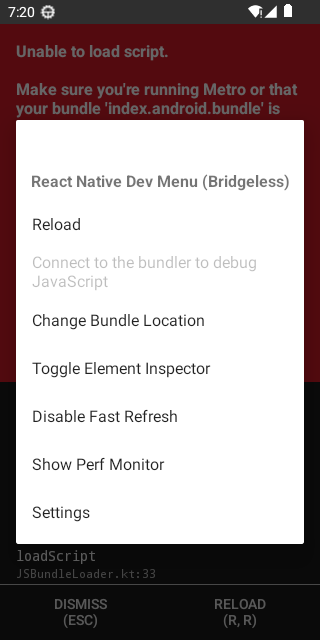 7:20
Unable to load script.
Make sure you're running Metro or that
your bundle 'index.android.bundle' is
React Native Dev Menu (Bridgeless)
Reload
Connect to the bundler to debug
JavaScript
Change Bundle Location
Toggle Element Inspector
Disable Fast Refresh
Show Perf Monitor
Settings
loadScript
JSBundleLoader.kt:33
DISMISS
(ESC)
RELOAD
(R, R)